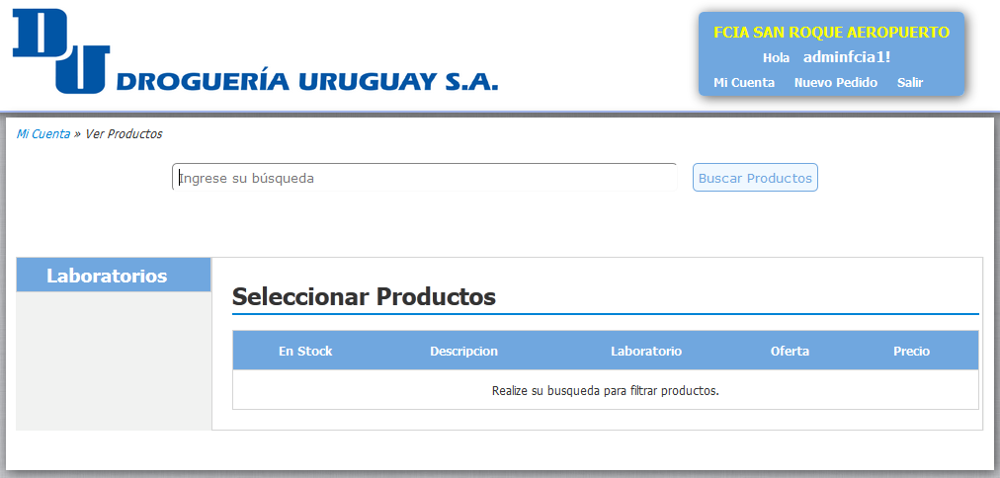 DU DROGUERÍA URUGUAY S.A.
FCIA SAN ROQUE AEROPUERTO
Hola adminfcia1!
Mi Cuenta Nuevo Pedido Salir
Mi Cuenta » Ver Productos
Ingrese su búsqueda Buscar Productos
Laboratorios
Seleccionar Productos
En Stock Descripcion Laboratorio Oferta Precio
Realize su busqueda para filtrar productos.